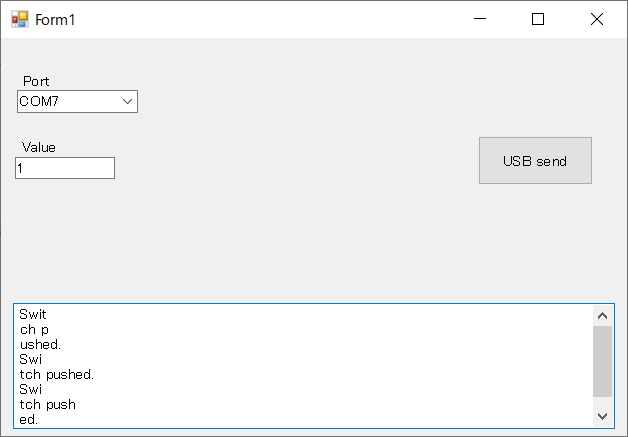 Form1
Port
COM7
Value
1
USB send
Swit
ch p
ushed.
Swi
tch pushed.
Swi
tch push
ed.